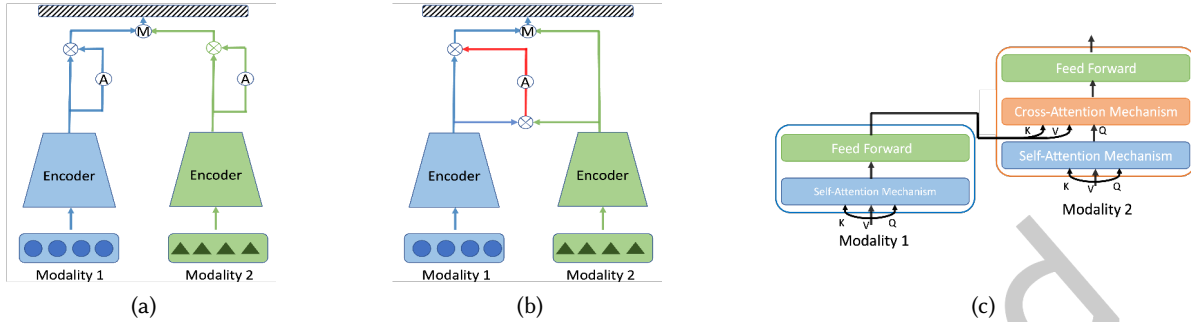 M
A
A
Encoder
Encoder
Modality 1
Modality 2
(a)
M
A
Encoder
Encoder
Modality 1
Modality 2
(b)
Feed Forward
Cross-Attention Mechanism
K
V
Q
Feed Forward
Self-Attention Mechanism
Self-Attention Mechanism
K
V
Q
Modality 2
K
V
Q
Modality 1
(c)
d